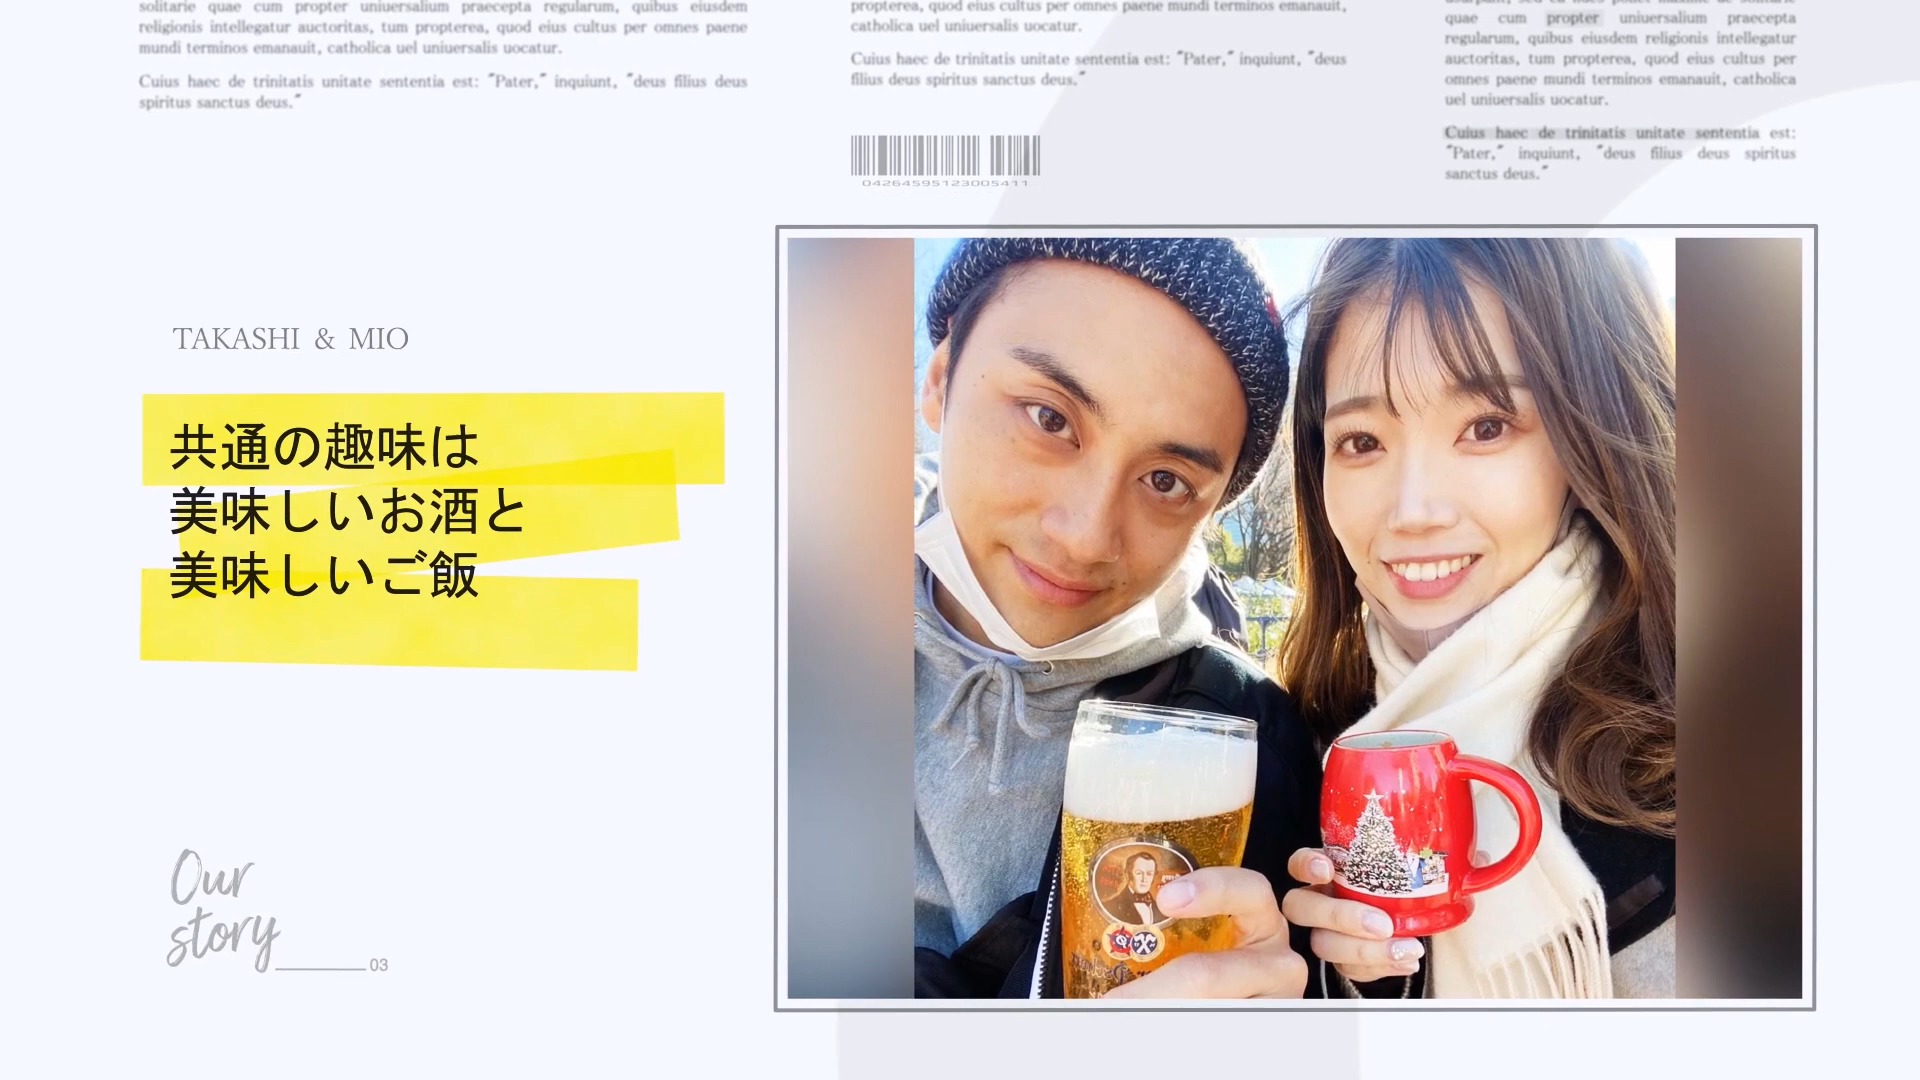 solitarie quae cum propter uniuersalium praecepta regularum, quibus eiusdem
religionis intellegatur auctoritas, tum propterea, quod eius cultus per omnes paene
mundi terminos emanauit, catholica uel uniuersalis uocatur.
Cuius haec de trinitatis unitate sententia est: "Pater," inquiunt, "deus filius deus
spiritus sanctus deus."
propterea, quod eius cultus per omnes paene mundi terminos emanauit,
catholica uel uniuersalis uocatur.
Cuius haec de trinitatis unitate sententia est: "Pater," inquiunt, "deus
filius deus spiritus sanctus deus."
04264595123005411
quae cum propter uniuersalium praecepta
regularum, quibus eiusdem religionis intellegatur
auctoritas, tum propterea, quod eius cultus per
omnes paene mundi terminos emanauit, catholica
uel uniuersalis uocatur.
Cuius haec de trinitatis unitate sententia est:
"Pater," inquiunt, "deus filius deus spiritus
sanctus deus."
TAKASHI & MIO
共通の趣味は
美味しいお酒と
美味しいご飯
Our
story
03